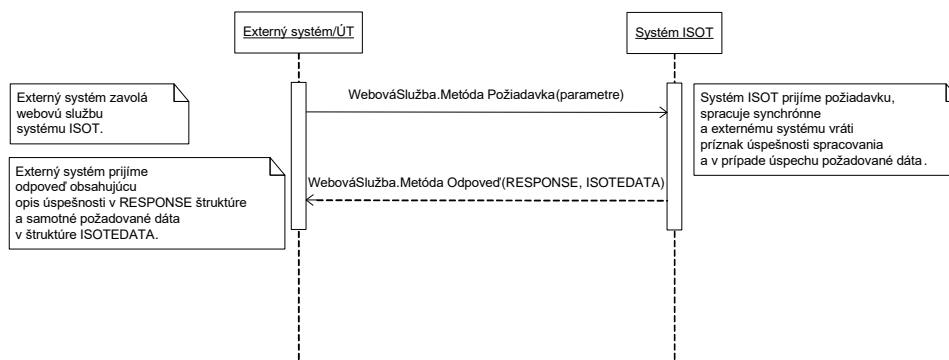 Externý systém/ÚT
Systém ISOT
Externý systém zavolá
webovú službu
systému ISOT.
WebováSlužba.Metóda Požiadavka(parametre)
Systém ISOT prijíme požiadavku,
spracuje synchrónne
a externému systému vráti
príznak úspešnosti spracovania
a v prípade úspechu požadované dáta.
Externý systém prijíme
odpoveď obsahujúcu
opis úspešnosti v RESPONSE štruktúre
a samotné požadované dáta
v štruktúre ISOTEDATA.
WebováSlužba.Metóda Odpoveď(RESPONSE, ISOTEDATA)